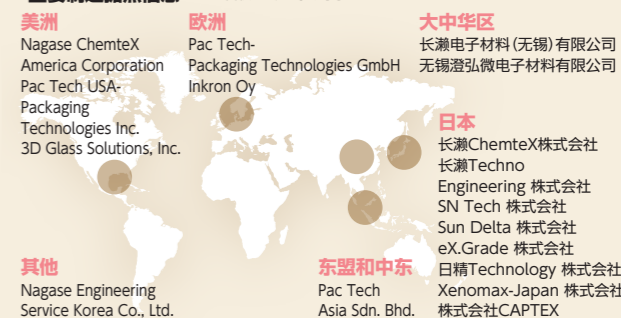 美洲
Nagase ChemteX
America Corporation
Pac Tech USA-
Packaging
Technologies Inc.
3D Glass Solutions, Inc.
欧洲
Pac Tech-
Packaging Technologies GmbH
Inkron Oy
大中华区
长濑电子材料(无锡)有限公司
无锡澄弘微电子材料有限公司
日本
长濑ChemteX株式会社
长濑Techno
Engineering 株式会社
SN Tech 株式会社
Sun Delta 株式会社
eX.Grade 株式会社
日精Technology 株式会社
Xenomax-Japan 株式会社
株式会社CAPTEX
其他
Nagase Engineering
Service Korea Co., Ltd.
东盟和中东
Pac Tech
Asia Sdn. Bhd.